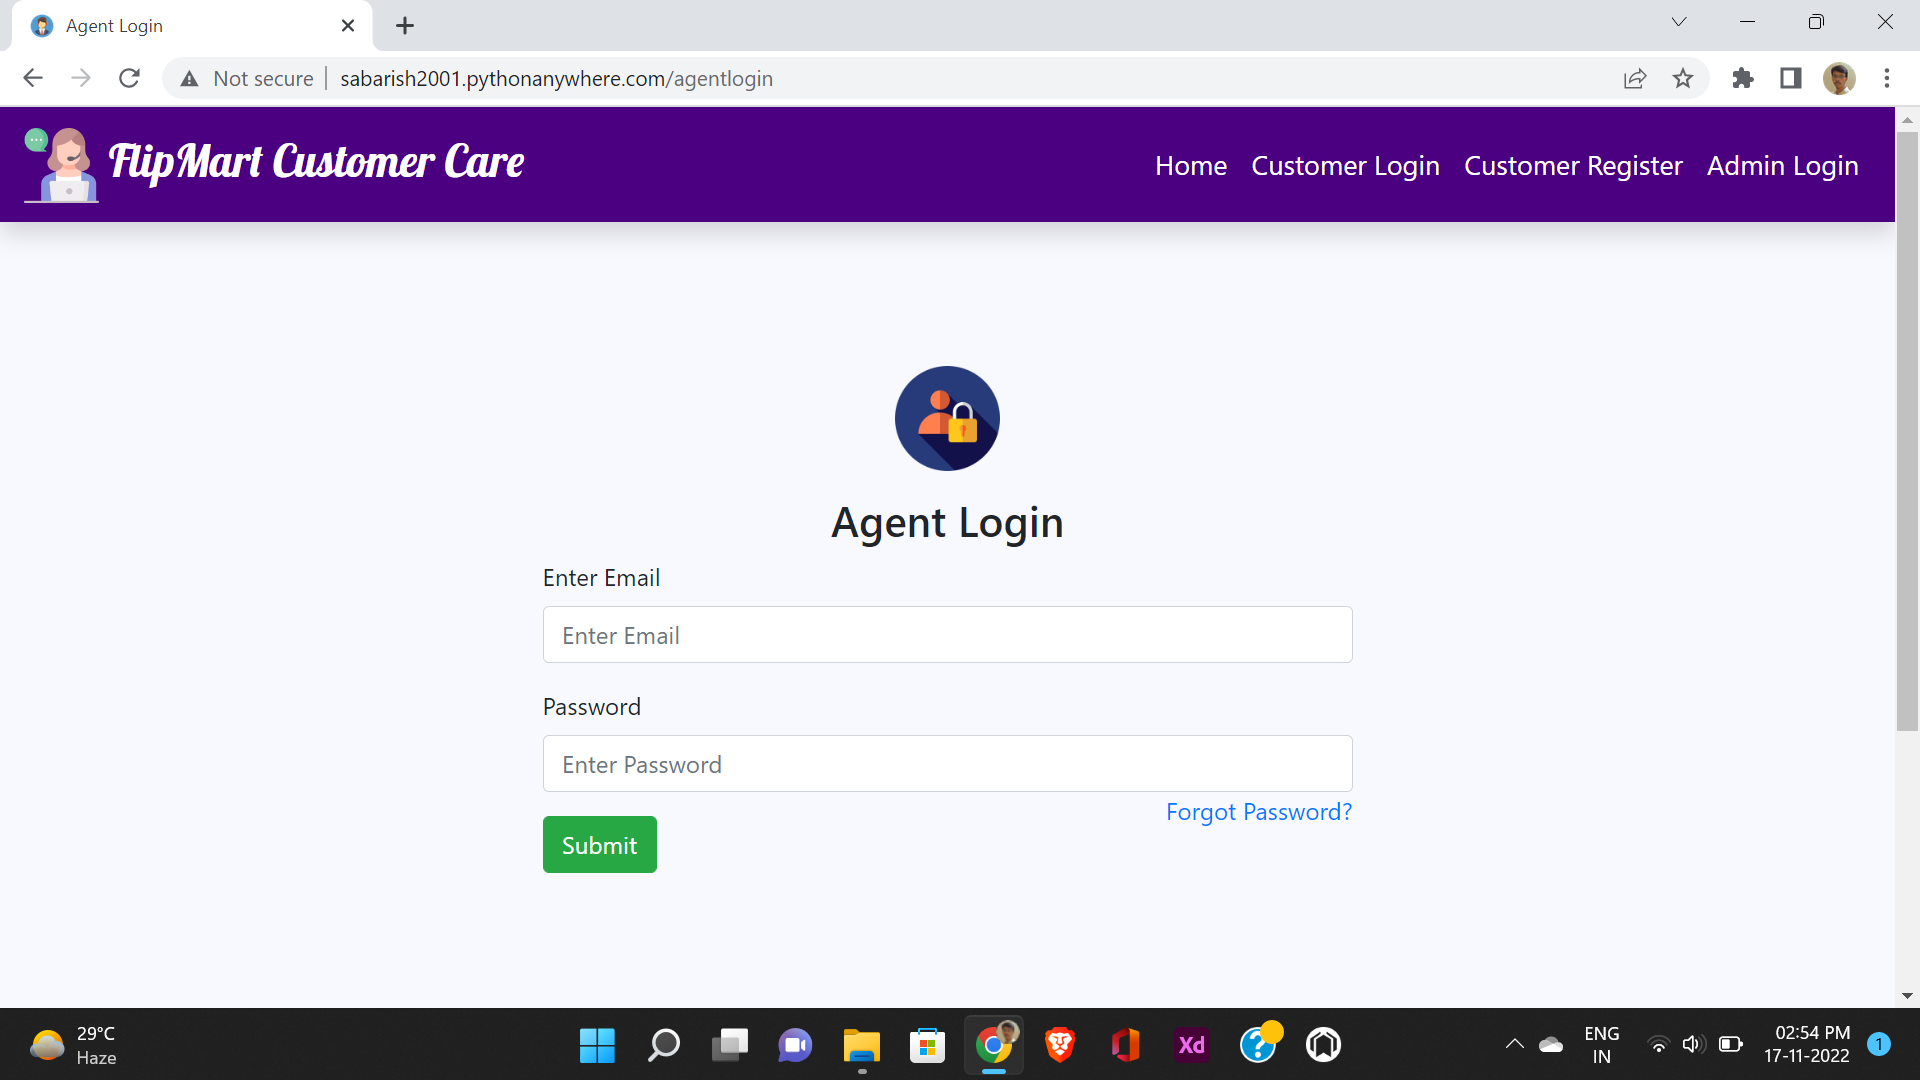 Agent Login
Not secure
sabarish2001.pythonanywhere.com/agentlogin
FlipMart Customer Care
Home Customer Login Customer Register Admin Login
Agent Login
Enter Email
Enter Email
Password
Enter Password
Forgot Password?
Submit
29°C
Haze
Xd
?
ENG
IN
02:54 PM
17-11-2022
1